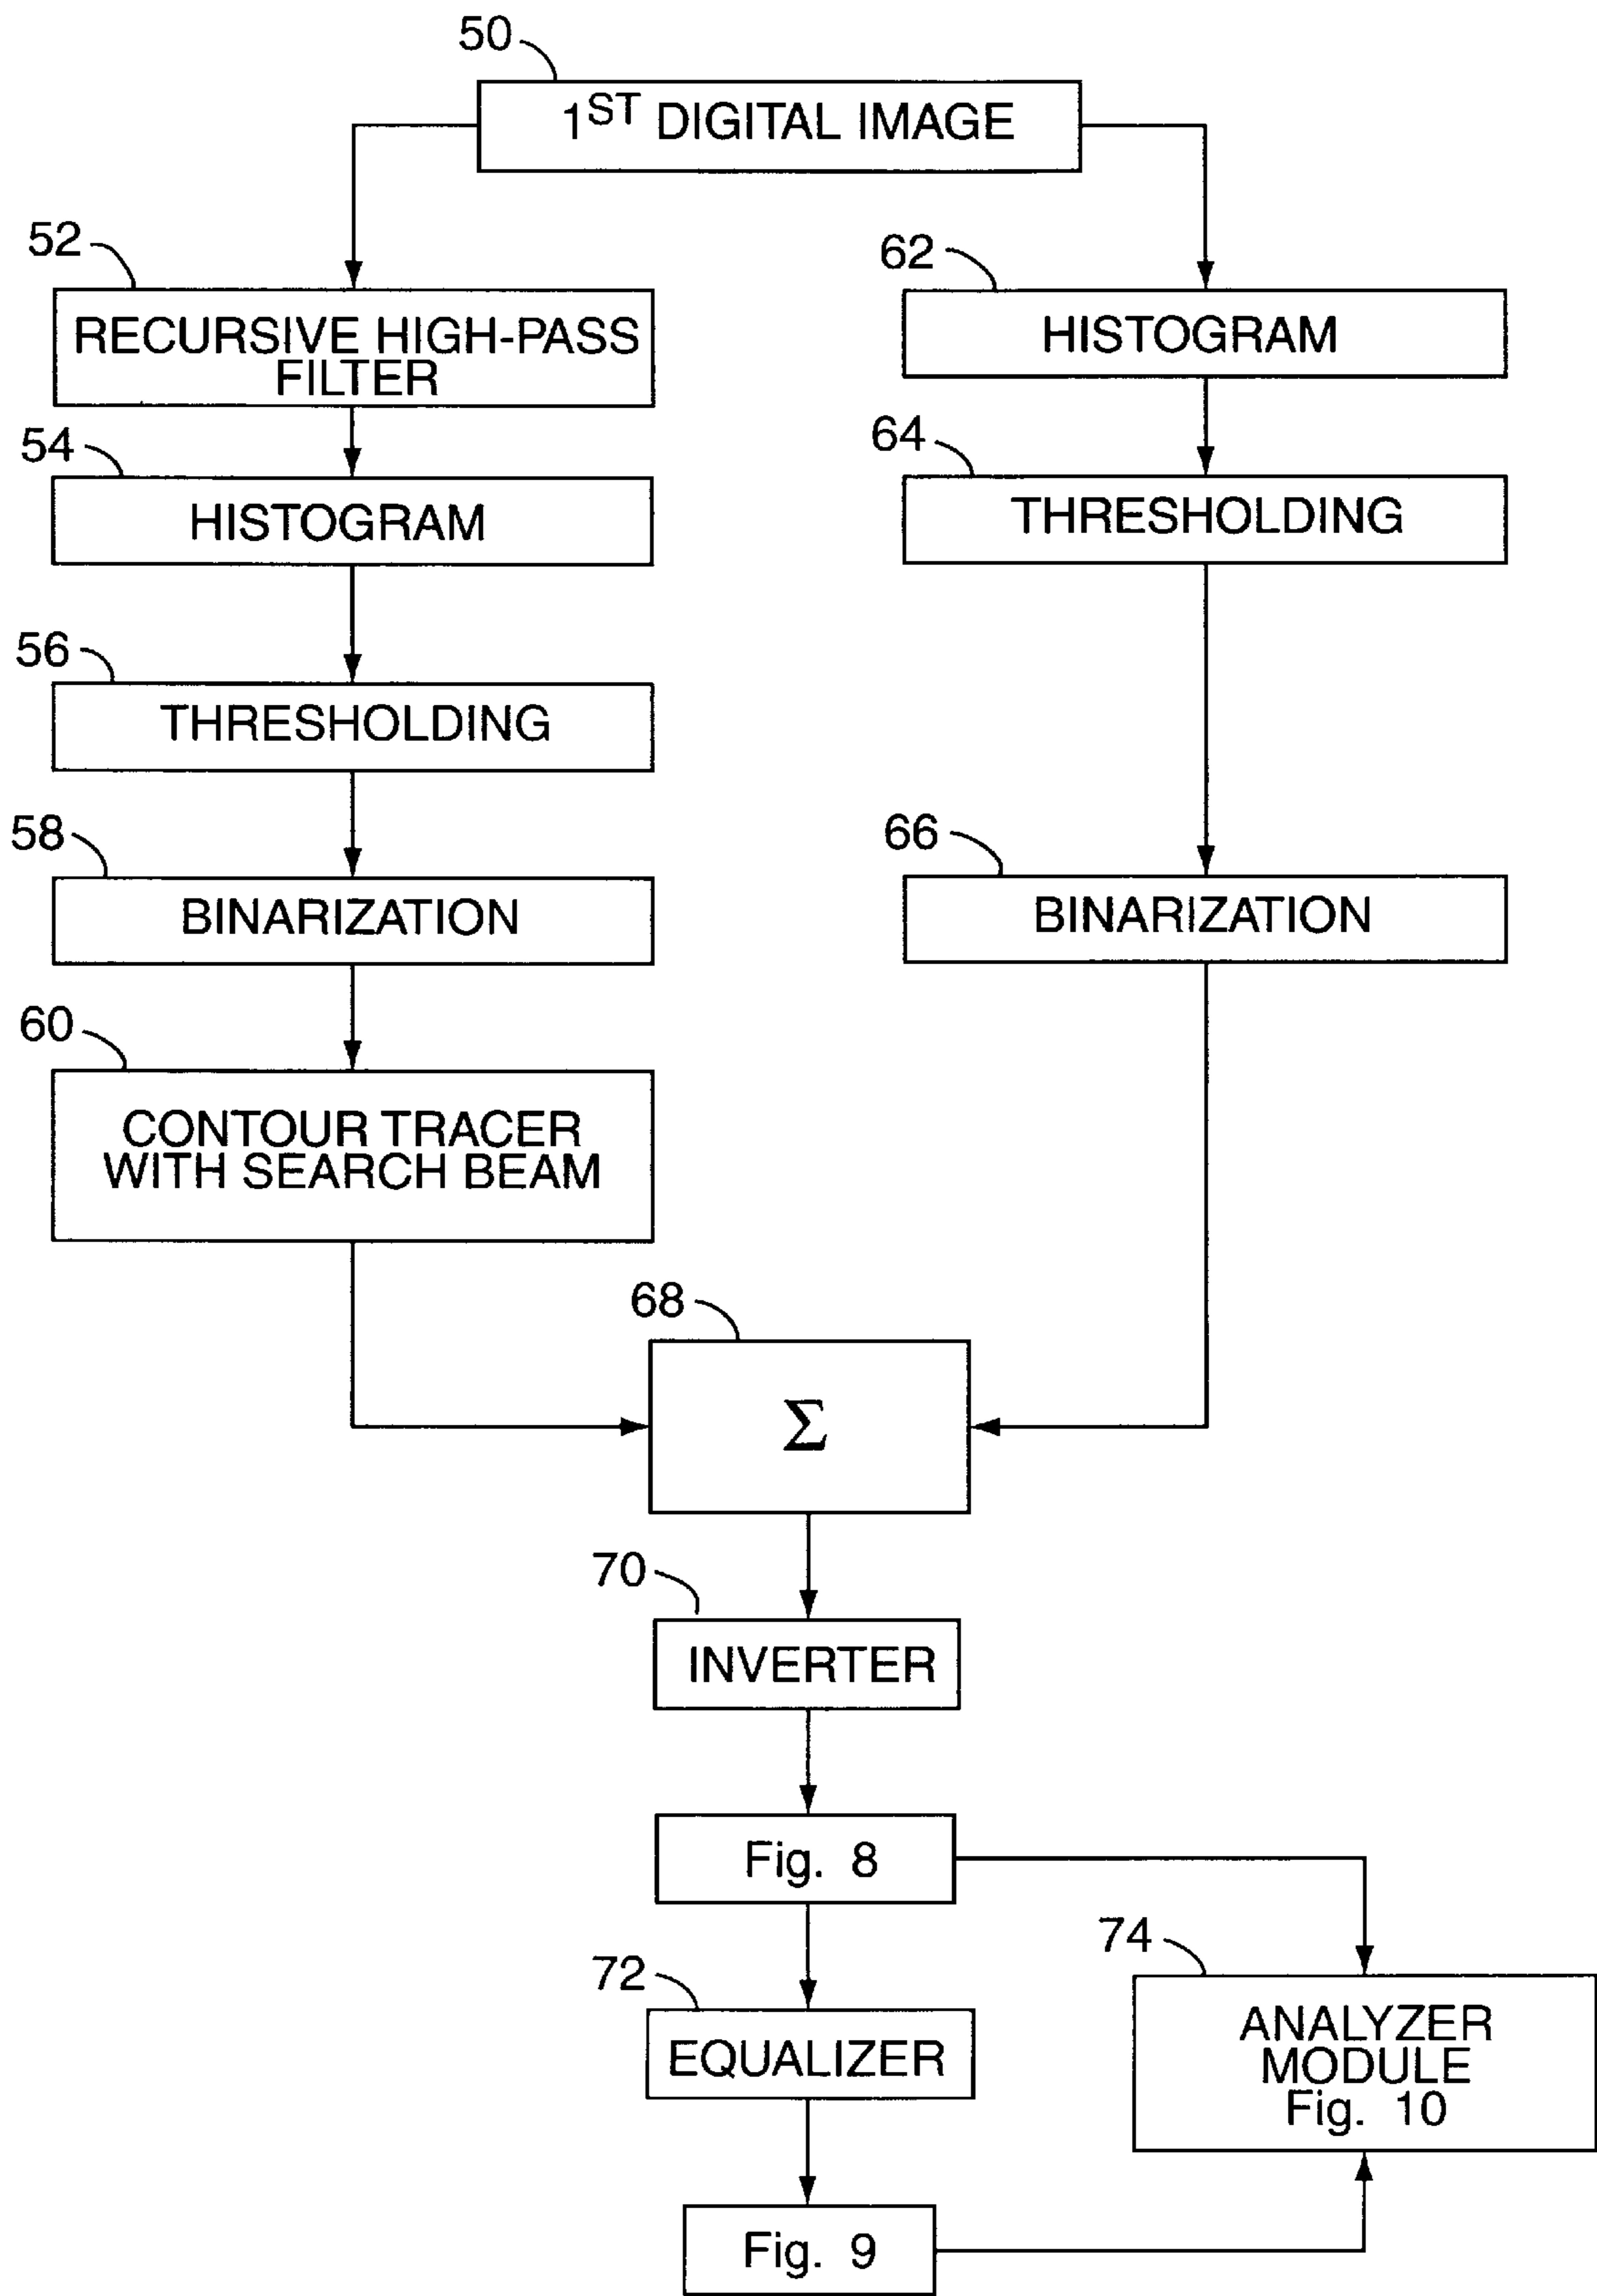 50
1ST DIGITAL IMAGE
52
RECURSIVE HIGH-PASS
FILTER
62
HISTOGRAM
54
HISTOGRAM
64
THRESHOLDING
56
THRESHOLDING
58
BINARIZATION
66
BINARIZATION
60
CONTOUR TRACER
WITH SEARCH BEAM
68
Σ
70
INVERTER
Fig. 8
72
EQUALIZER
74
ANALYZER
MODULE
Fig. 10
Fig. 9